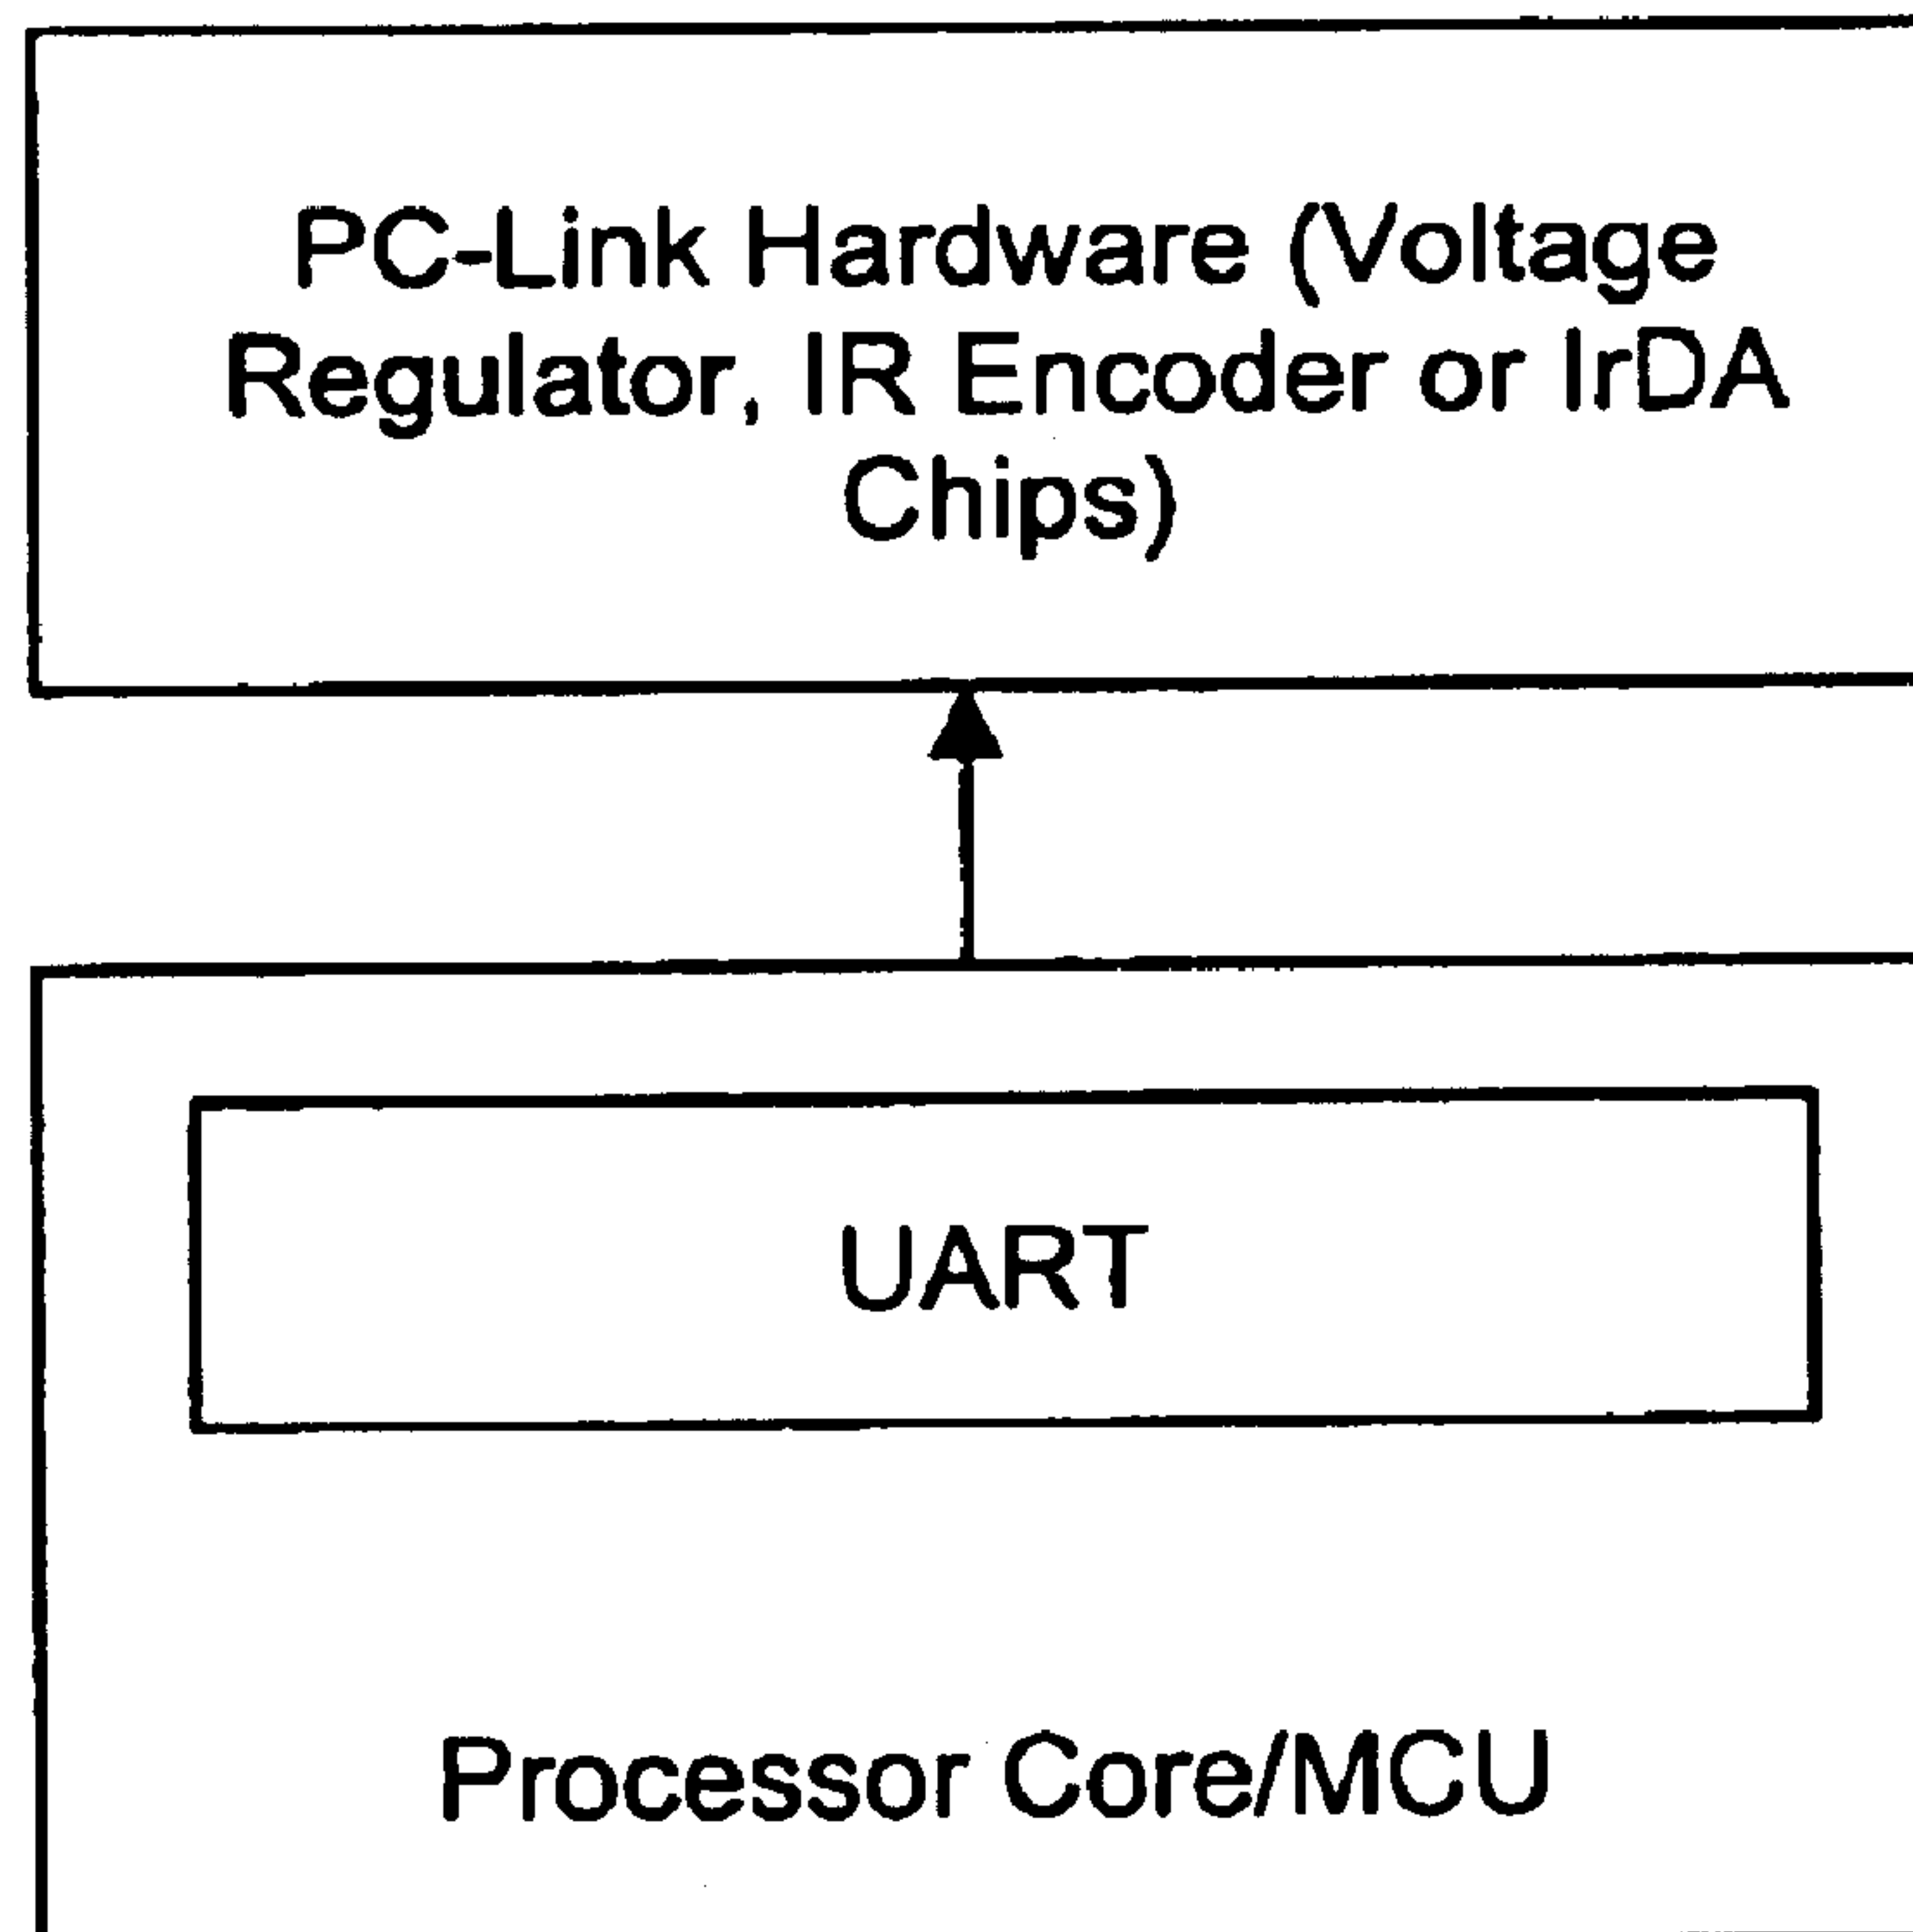 PC-Link Hardware (Voltage
Regulator, IR Encoder or IrDA
Chips)
UART
Processor Core/MCU